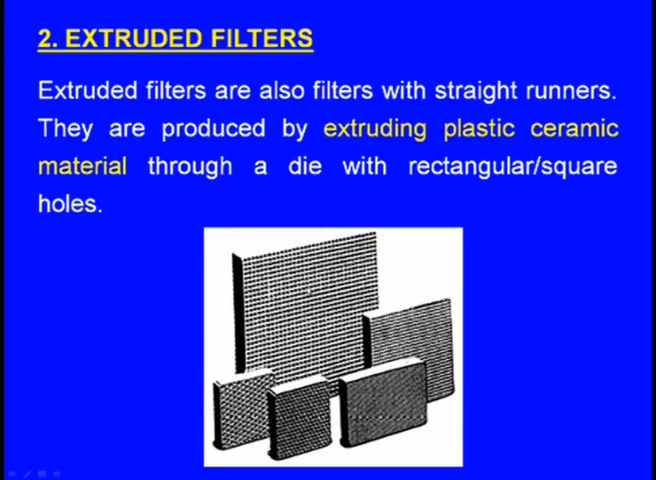 2. EXTRUDED FILTERS
Extruded filters are also filters with straight runners.
They are produced by extruding plastic ceramic
material through a die with rectangular/square
holes.